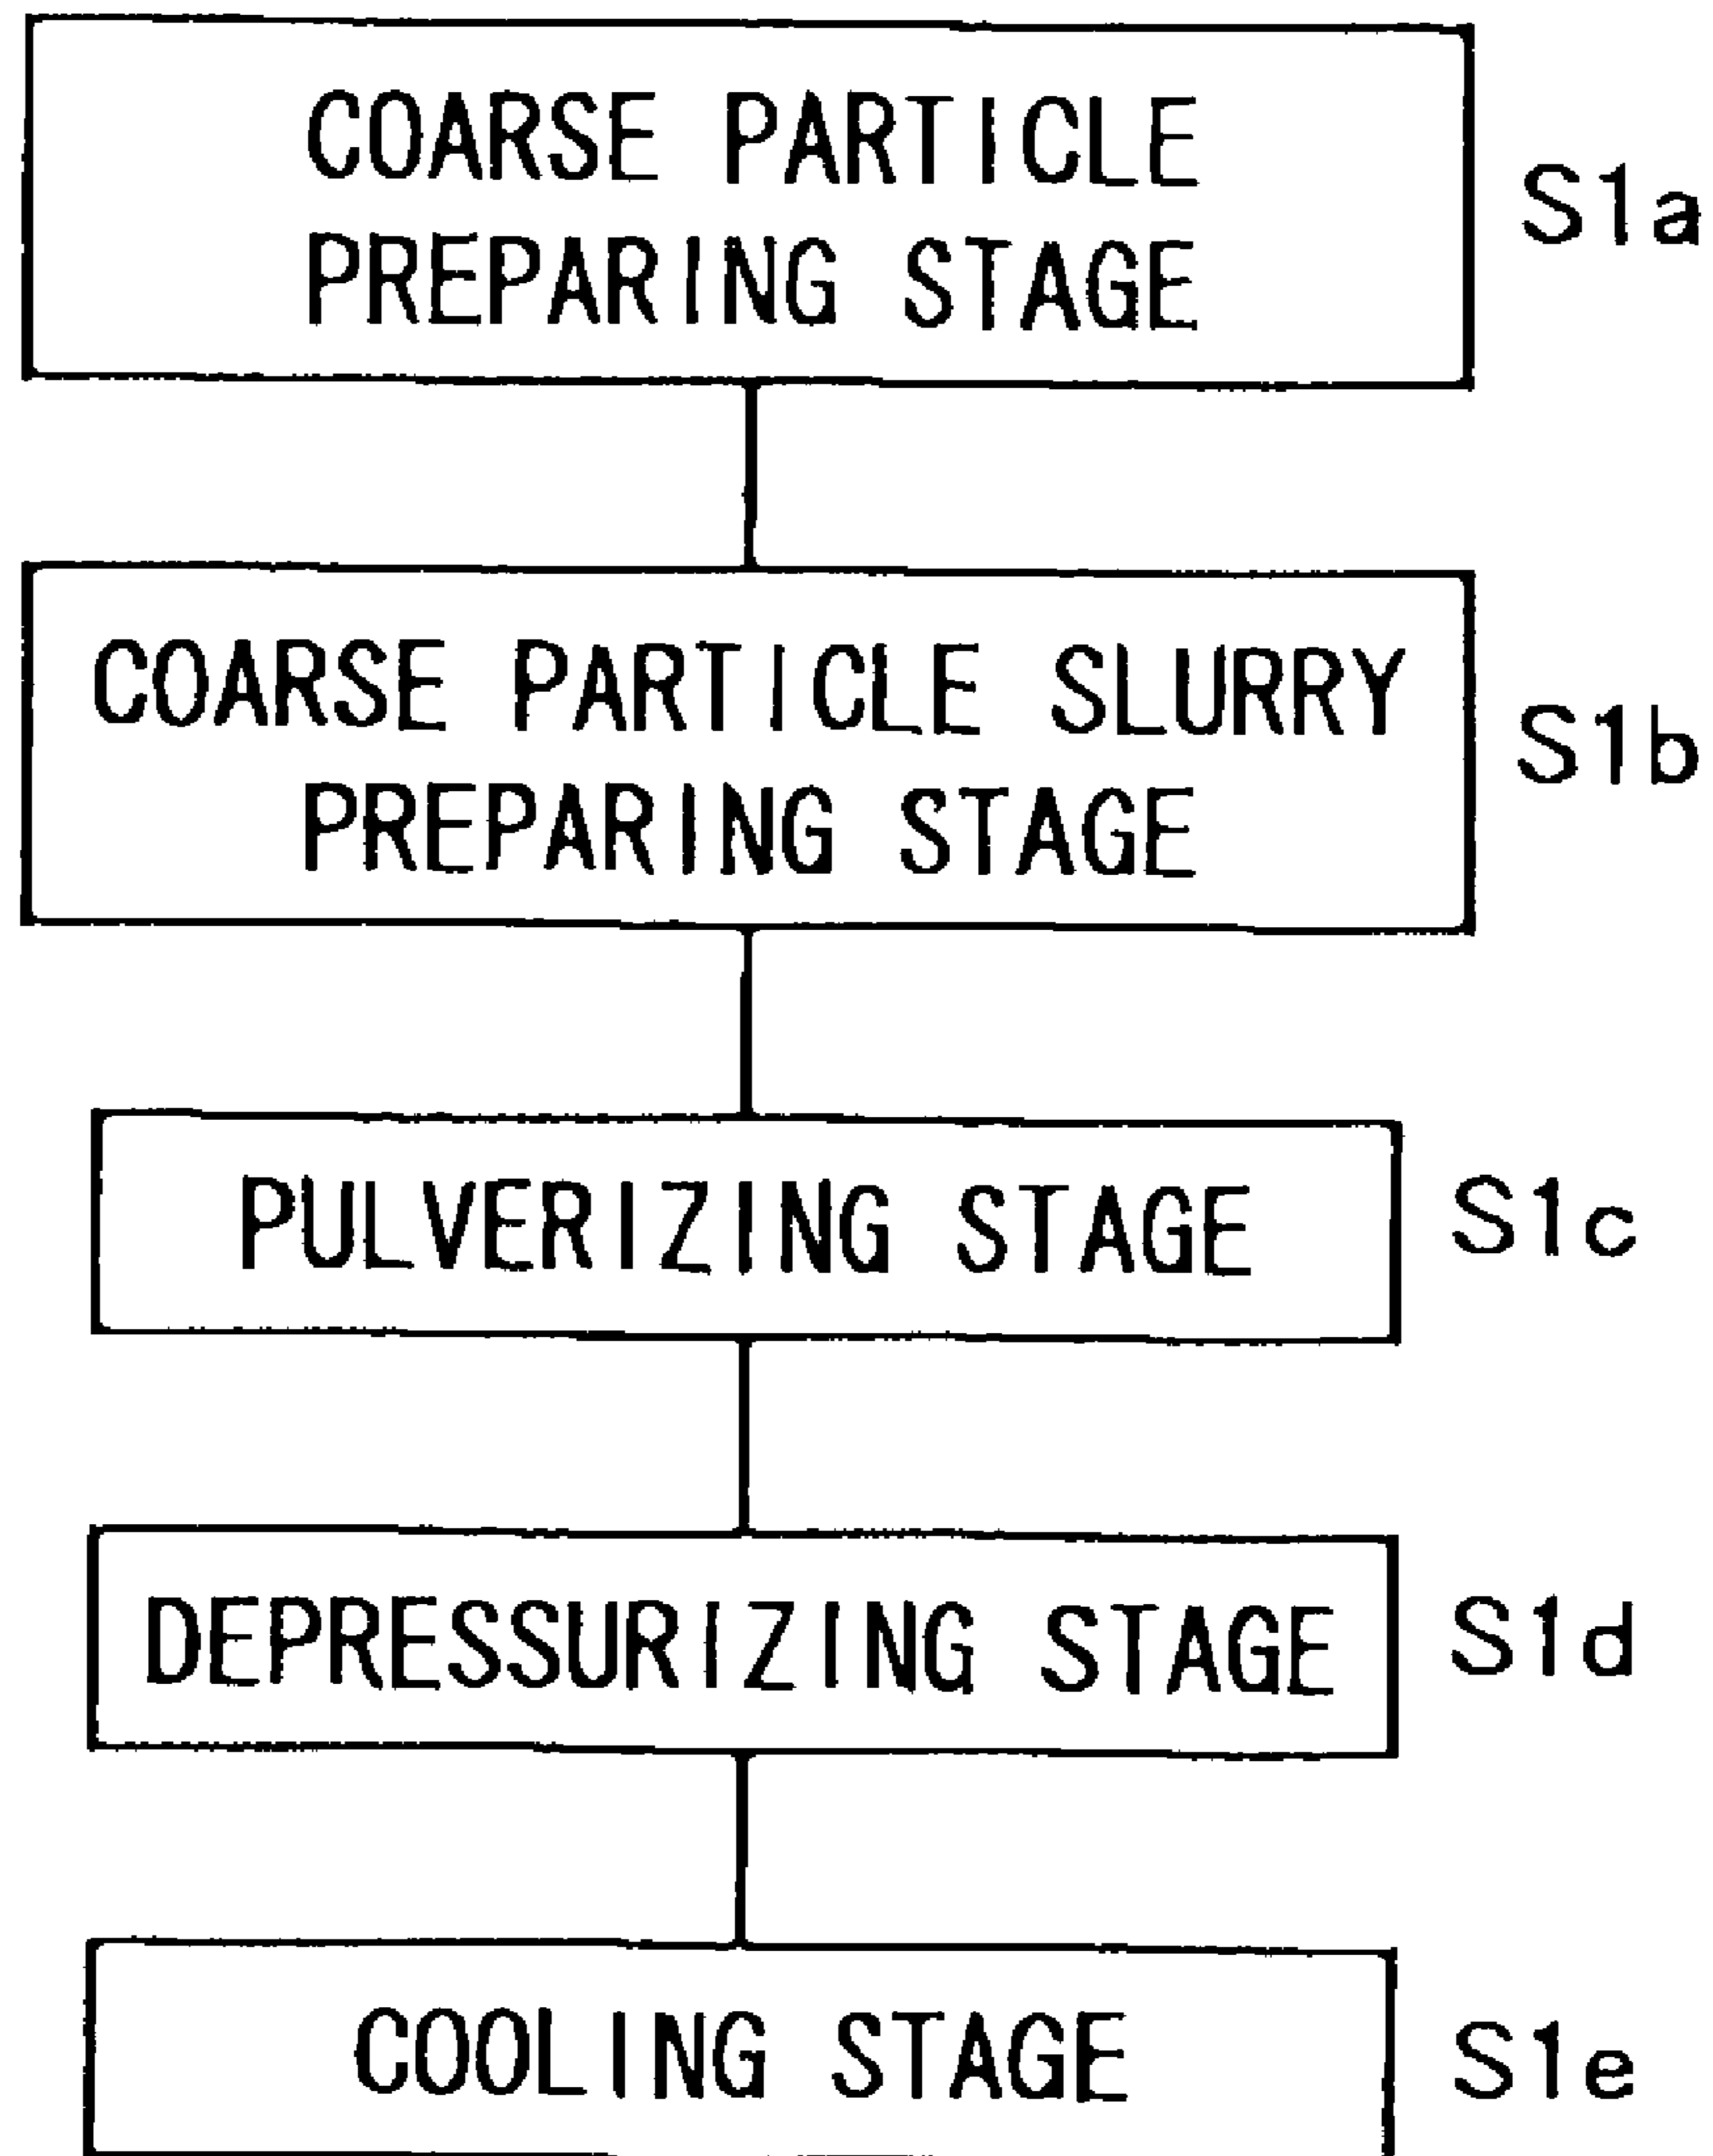 COARSE PARTICLE
PREPARING STAGE
S1a
COARSE PARTICLE SLURRY
PREPARING STAGE
S1b
PULVERIZING STAGE
S1c
DEPRESSURIZING STAGE
S1d
COOLING STAGE
S1e